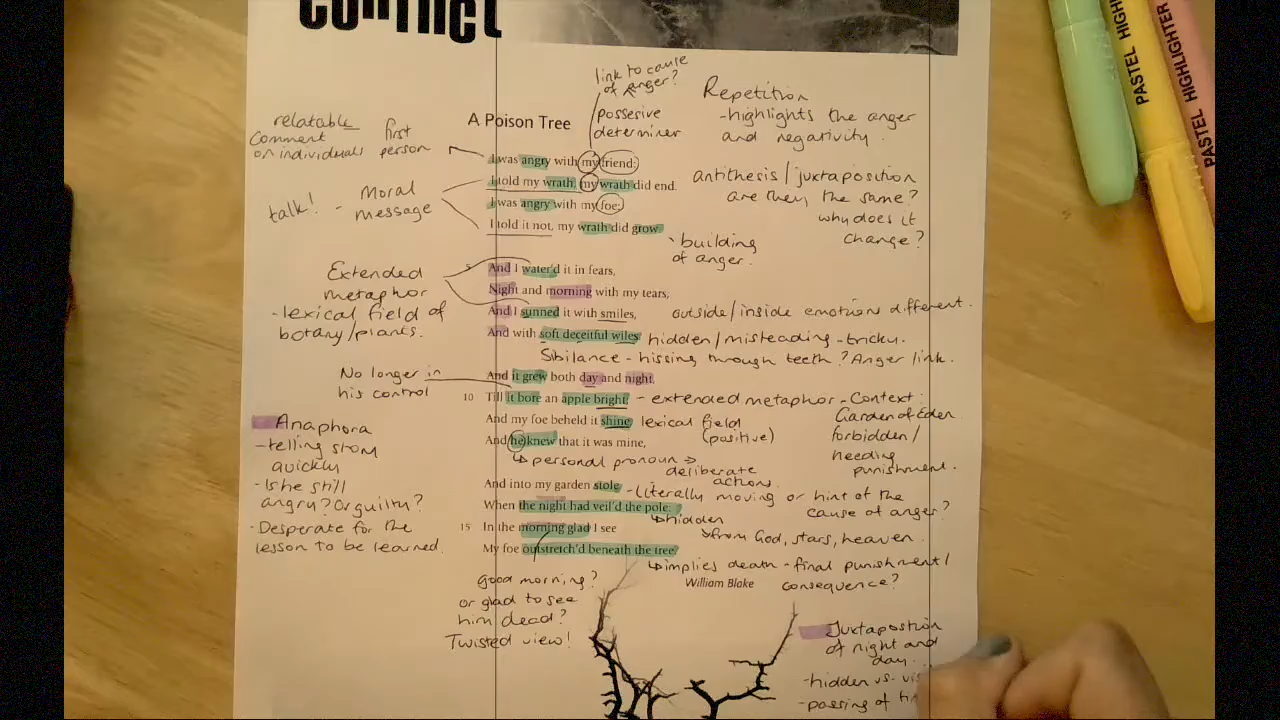 CONFLICT
link to cause
of anger?
possesive
determiner
Repetition
-highlights the anger
and negativity.
relatable
comment
on individuals
first
person
A Poison Tree
I was angry with my friend:
I told my wrath, my wrath did end.
I was angry with my foe:
I told it not, my wrath did grow.
antithesis/juxtaposition
are they the same?
why does it
change?
talk! - Moral
message
building
of anger.
Extended
metaphor
-lexical field of
botany/plants.
5 And I water'd it in fears,
Night and morning with my tears;
And I sunned it with smiles,
And with soft deceitful wiles.
outside/inside emotions different.
hidden/misleading-tricky.
Sibilance - hissing through teeth? Anger link.
No longer in
his control
And it grew both day and night,
10 Till it bore an apple bright;
And my foe beheld it shine,
And he knew that it was mine,
- extended metaphor - Context:
Garden of Eden
forbidden/
needing
punishment.
lexical field
(positive)
↳ personal pronoun →
deliberate
actions.
Anaphora
-telling story
quickly
-Is he still
angry? Or guilty?
-Desperate for the
lesson to be learned.
And into my garden stole
When the night had veil'd the pole:
15 In the morning glad I see
My foe outstretch'd beneath the tree.
-Literally moving or hint of the
cause of anger?
↳hidden
↘from God, stars, heaven.
↳implies death - final punishment/
consequence?
William Blake
good morning?
or glad to see
him dead?
Twisted view!
Juxtapostion
of night and
day.
-hidden vs.
-passing of
PASTEL HIGH
PASTEL
HIGHLIGHTER